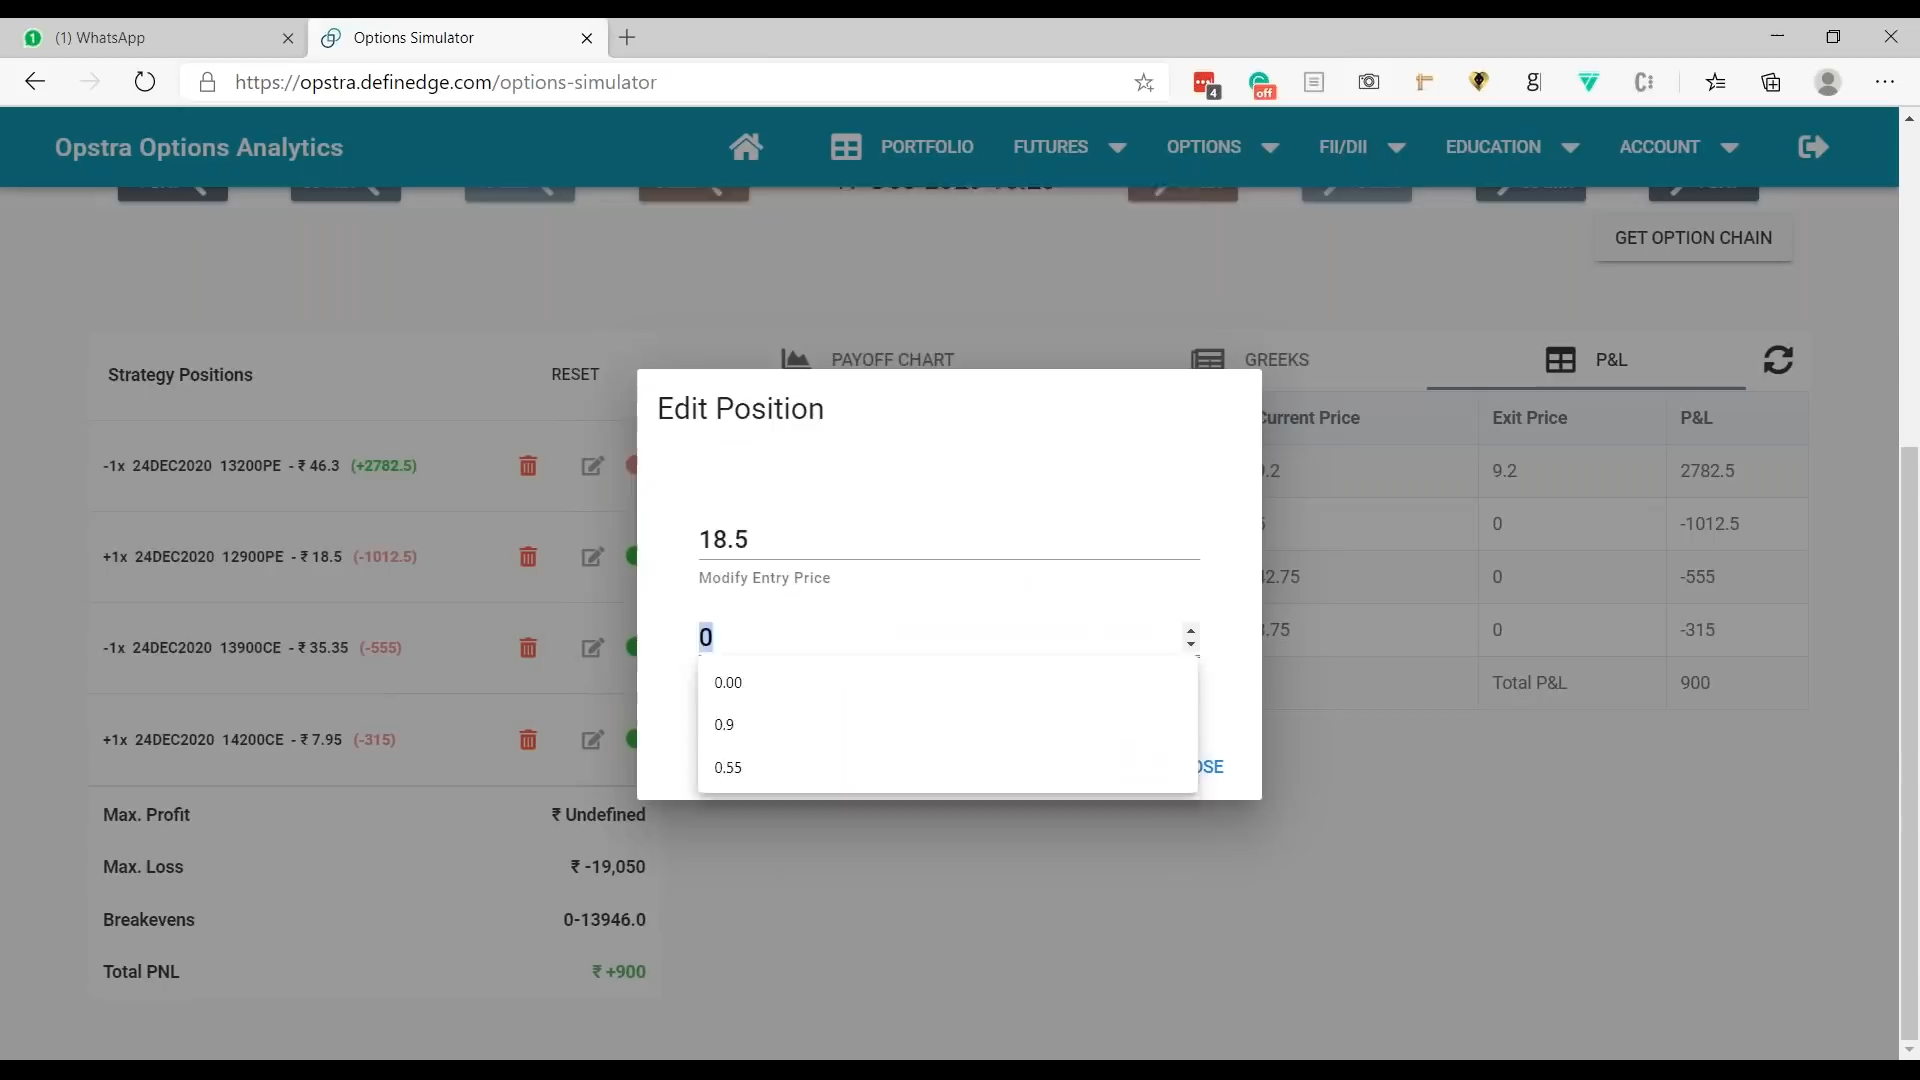 (1) WhatsApp
Options Simulator
https://opstra.definedge.com/options-simulator
4
off
g
Opstra Options Analytics
PORTFOLIO
FUTURES
OPTIONS
FII/DII
EDUCATION
ACCOUNT
GET OPTION CHAIN
Strategy Positions
RESET
PAYOFF CHART
GREEKS
P&L
Edit Position
Current Price
Exit Price
P&L
-1x 24DEC2020 13200PE - ₹ 46.3 (+2782.5)
9.2
2782.5
18.5
0
-1012.5
+1x 24DEC2020 12900PE - ₹ 18.5 (-1012.5)
Modify Entry Price
0
-555
0
0
-315
-1x 24DEC2020 13900CE - ₹ 35.35 (-555)
0.00
Total P&L
900
0.9
+1x 24DEC2020 14200CE - ₹ 7.95 (-315)
0.55
Max. Profit
₹ Undefined
Max. Loss
₹ -19,050
Breakevens
0-13946.0
Total PNL
₹ +900